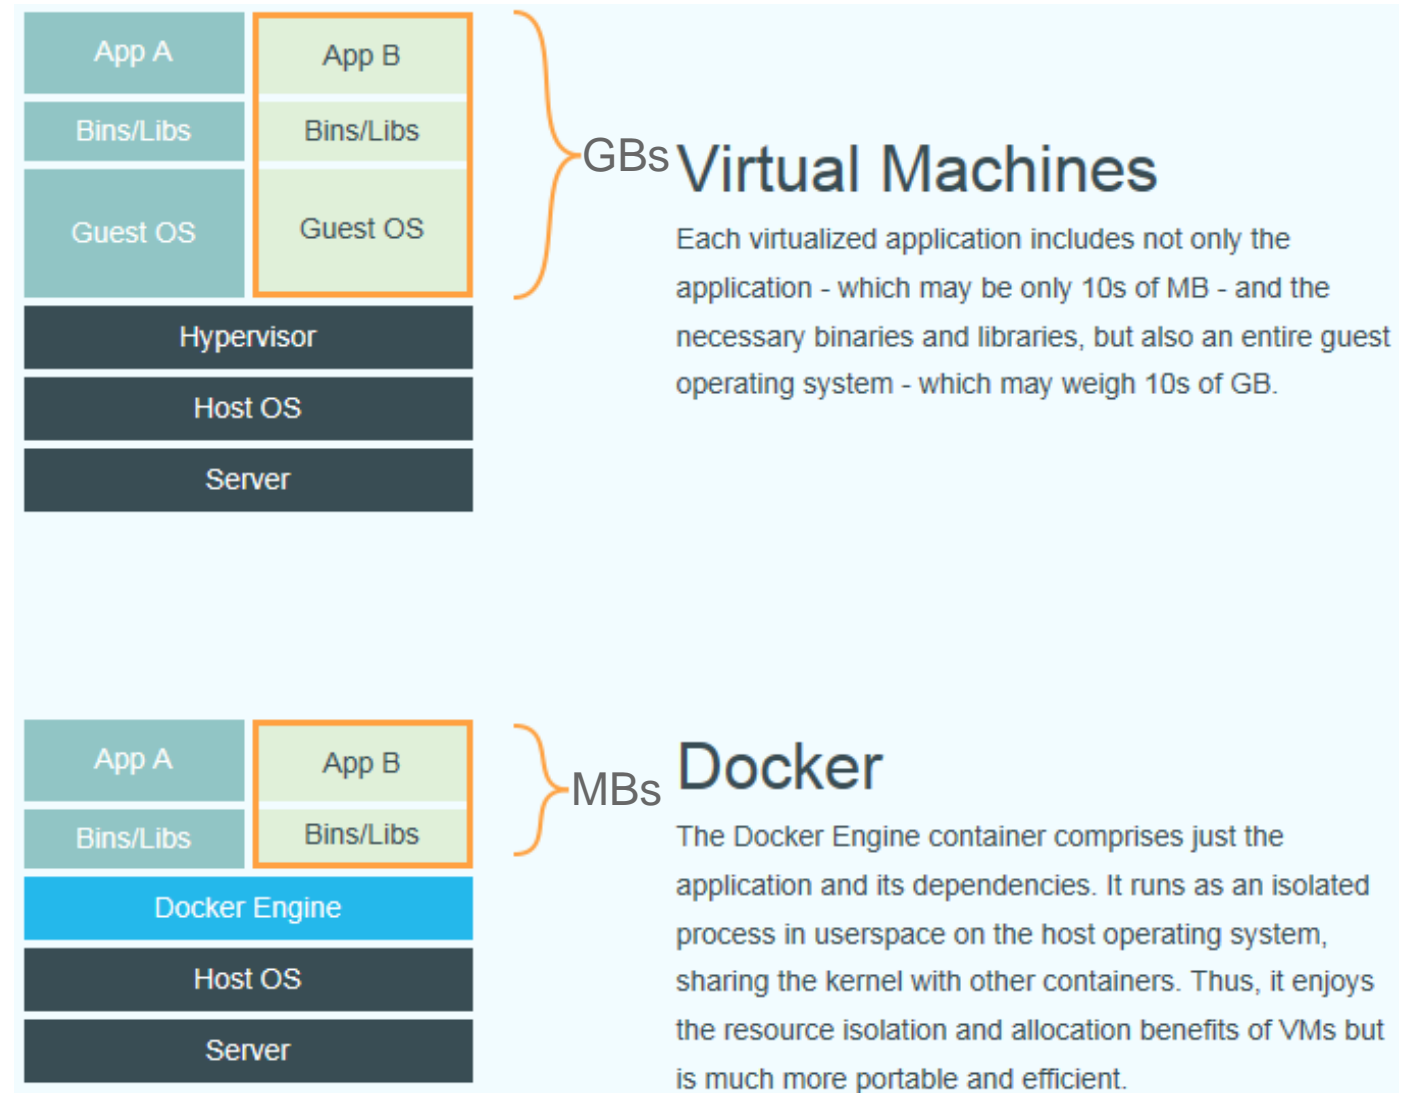 App A
App B
Bins/Libs
Bins/Libs
Guest OS
Guest OS
Hypervisor
Host OS
Server
GBs
Virtual Machines
Each virtualized application includes not only the
application - which may be only 10s of MB - and the
necessary binaries and libraries, but also an entire guest
operating system - which may weigh 10s of GB.
App A
App B
Bins/Libs
Bins/Libs
Docker Engine
Host OS
Server
MBs
Docker
The Docker Engine container comprises just the
application and its dependencies. It runs as an isolated
process in userspace on the host operating system,
sharing the kernel with other containers. Thus, it enjoys
the resource isolation and allocation benefits of VMs but
is much more portable and efficient.